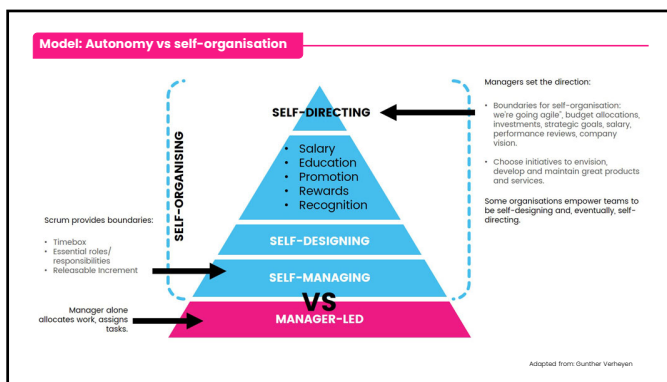 Model: Autonomy vs self-organisation
SELF-ORGANISING
SELF-DIRECTING
• Salary
• Education
• Promotion
• Rewards
• Recognition
SELF-DESIGNING
SELF-MANAGING
VS
MANAGER-LED
Scrum provides boundaries:
• Timebox
• Essential roles/
responsibilities
• Releasable Increment
Manager alone
allocates work, assigns
tasks.
Managers set the direction:
• Boundaries for self-organisation:
we're going agile", budget allocations,
investments, strategic goals, salary,
performance reviews, company
vision.
• Choose initiatives to envision,
develop and maintain great products
and services.
Some organisations empower teams to
be self-designing and, eventually, self-
directing.
Adapted from: Gunther Verheyen